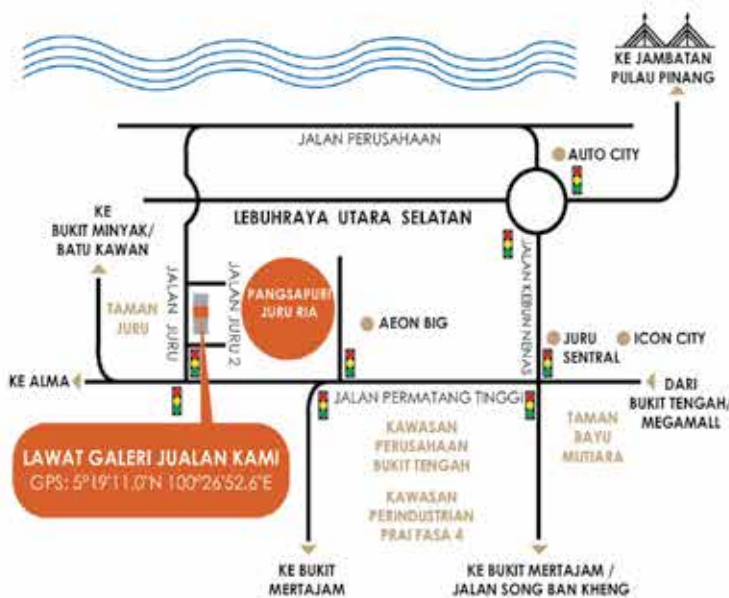 KE JAMBATAN
PULAU PINANG
JALAN PERUSAHAAN
AUTO CITY
KE
BUKIT MINYAK/
BATU KAWAN
LEBUHRAYA UTARA SELATAN
TAMAN
JURU
JALAN JURU
JALAN JURU 2
PANGSAPURI
JURU RIA
AEON BIG
JALAN KEBUN NENAS
JURU
SENTRAL
ICON CITY
KE ALMA
JALAN PERMATANG TINGGI
DARI
BUKIT TENGAH/
MEGAMALL
LAWAT GALERI JUALAN KAMI
GPS: 5°19'11.0"N 100°26'52.6"E
KAWASAN
PERUSAHAAN
BUKIT TENGAH
TAMAN
BAYU
MUTIARA
KAWASAN
PERINDUSTRIAN
PRAI FASA 4
KE BUKIT
MERTAJAM
KE BUKIT MERTAJAM /
JALAN SONG BAN KHENG